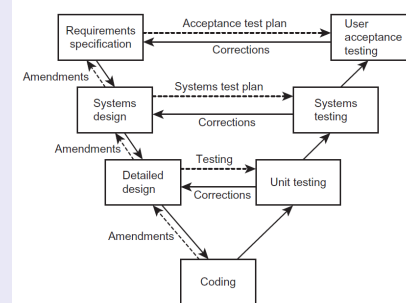 Requirements
specification
Acceptance test plan
Corrections
User
acceptance
testing
Amendments
Systems
design
Systems test plan
Corrections
Systems
testing
Amendments
Detailed
design
Testing
Corrections
Unit testing
Amendments
Coding